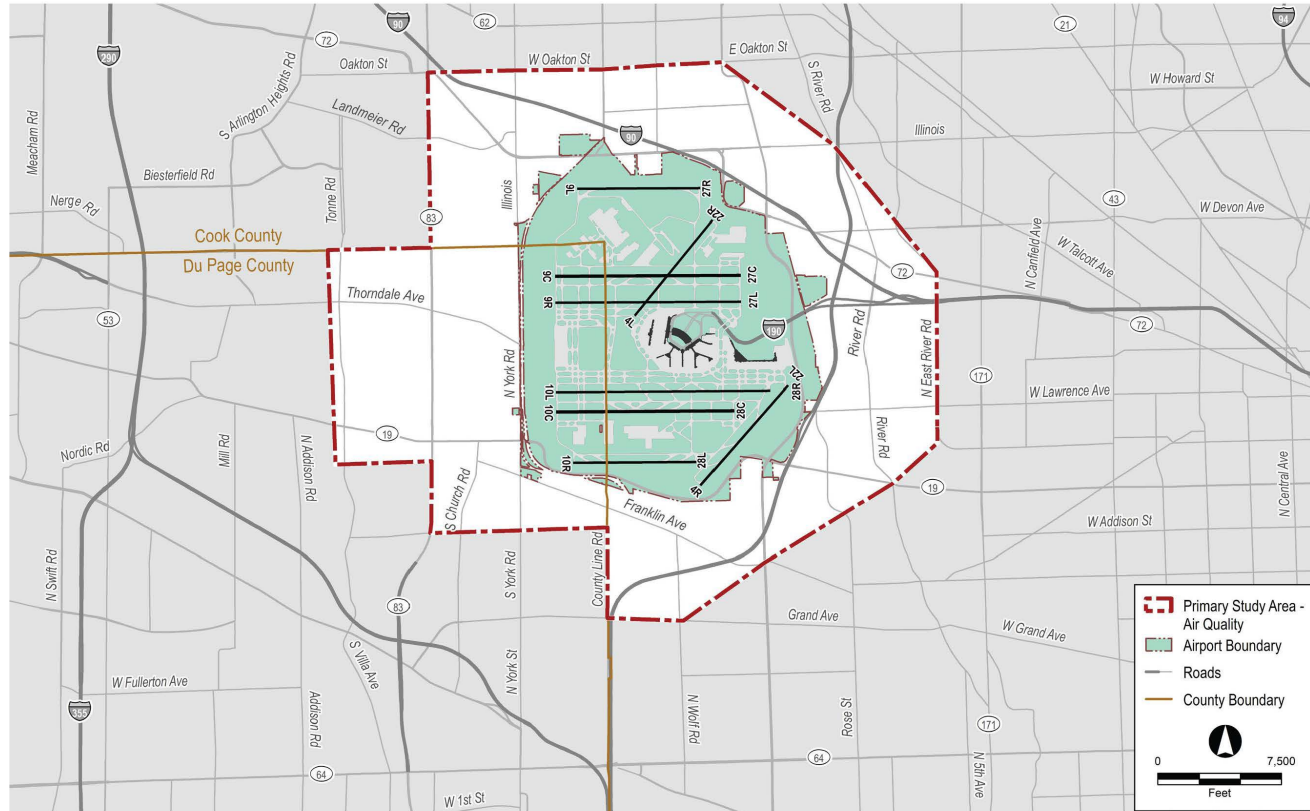 90
62
21
94
290
72
Oakton St
W Oakton St
E Oakton St
S River Rd
W Howard St
S Arlington Heights Rd
Meacham Rd
Landmeier Rd
90
Illinois
Biesterfield Rd
Tonne Rd
Illinois
9L
27R
22R
43
Nerge Rd
83
W Devon Ave
N Canfield Ave
W Talcott Ave
Cook County
Du Page County
9C
27C
72
Thorndale Ave
9R
27L
4L
53
190
River Rd
N East River Rd
72
N York Rd
22L
171
10L
28R
W Lawrence Ave
10C
28C
Nordic Rd
Mill Rd
N Addison Rd
19
River Rd
10R
28L
S Church Rd
4R
19
N Central Ave
Franklin Ave
W Addison St
N Swift Rd
S York Rd
County Line Rd
83
Grand Ave
W Grand Ave
S Villa Ave
N York St
W Fullerton Ave
355
Addison Rd
N Wolf Rd
Rose St
171
N 5th Ave
64
64
W 1st St
Primary Study Area -
Air Quality
Airport Boundary
Roads
County Boundary
0 7,500
Feet